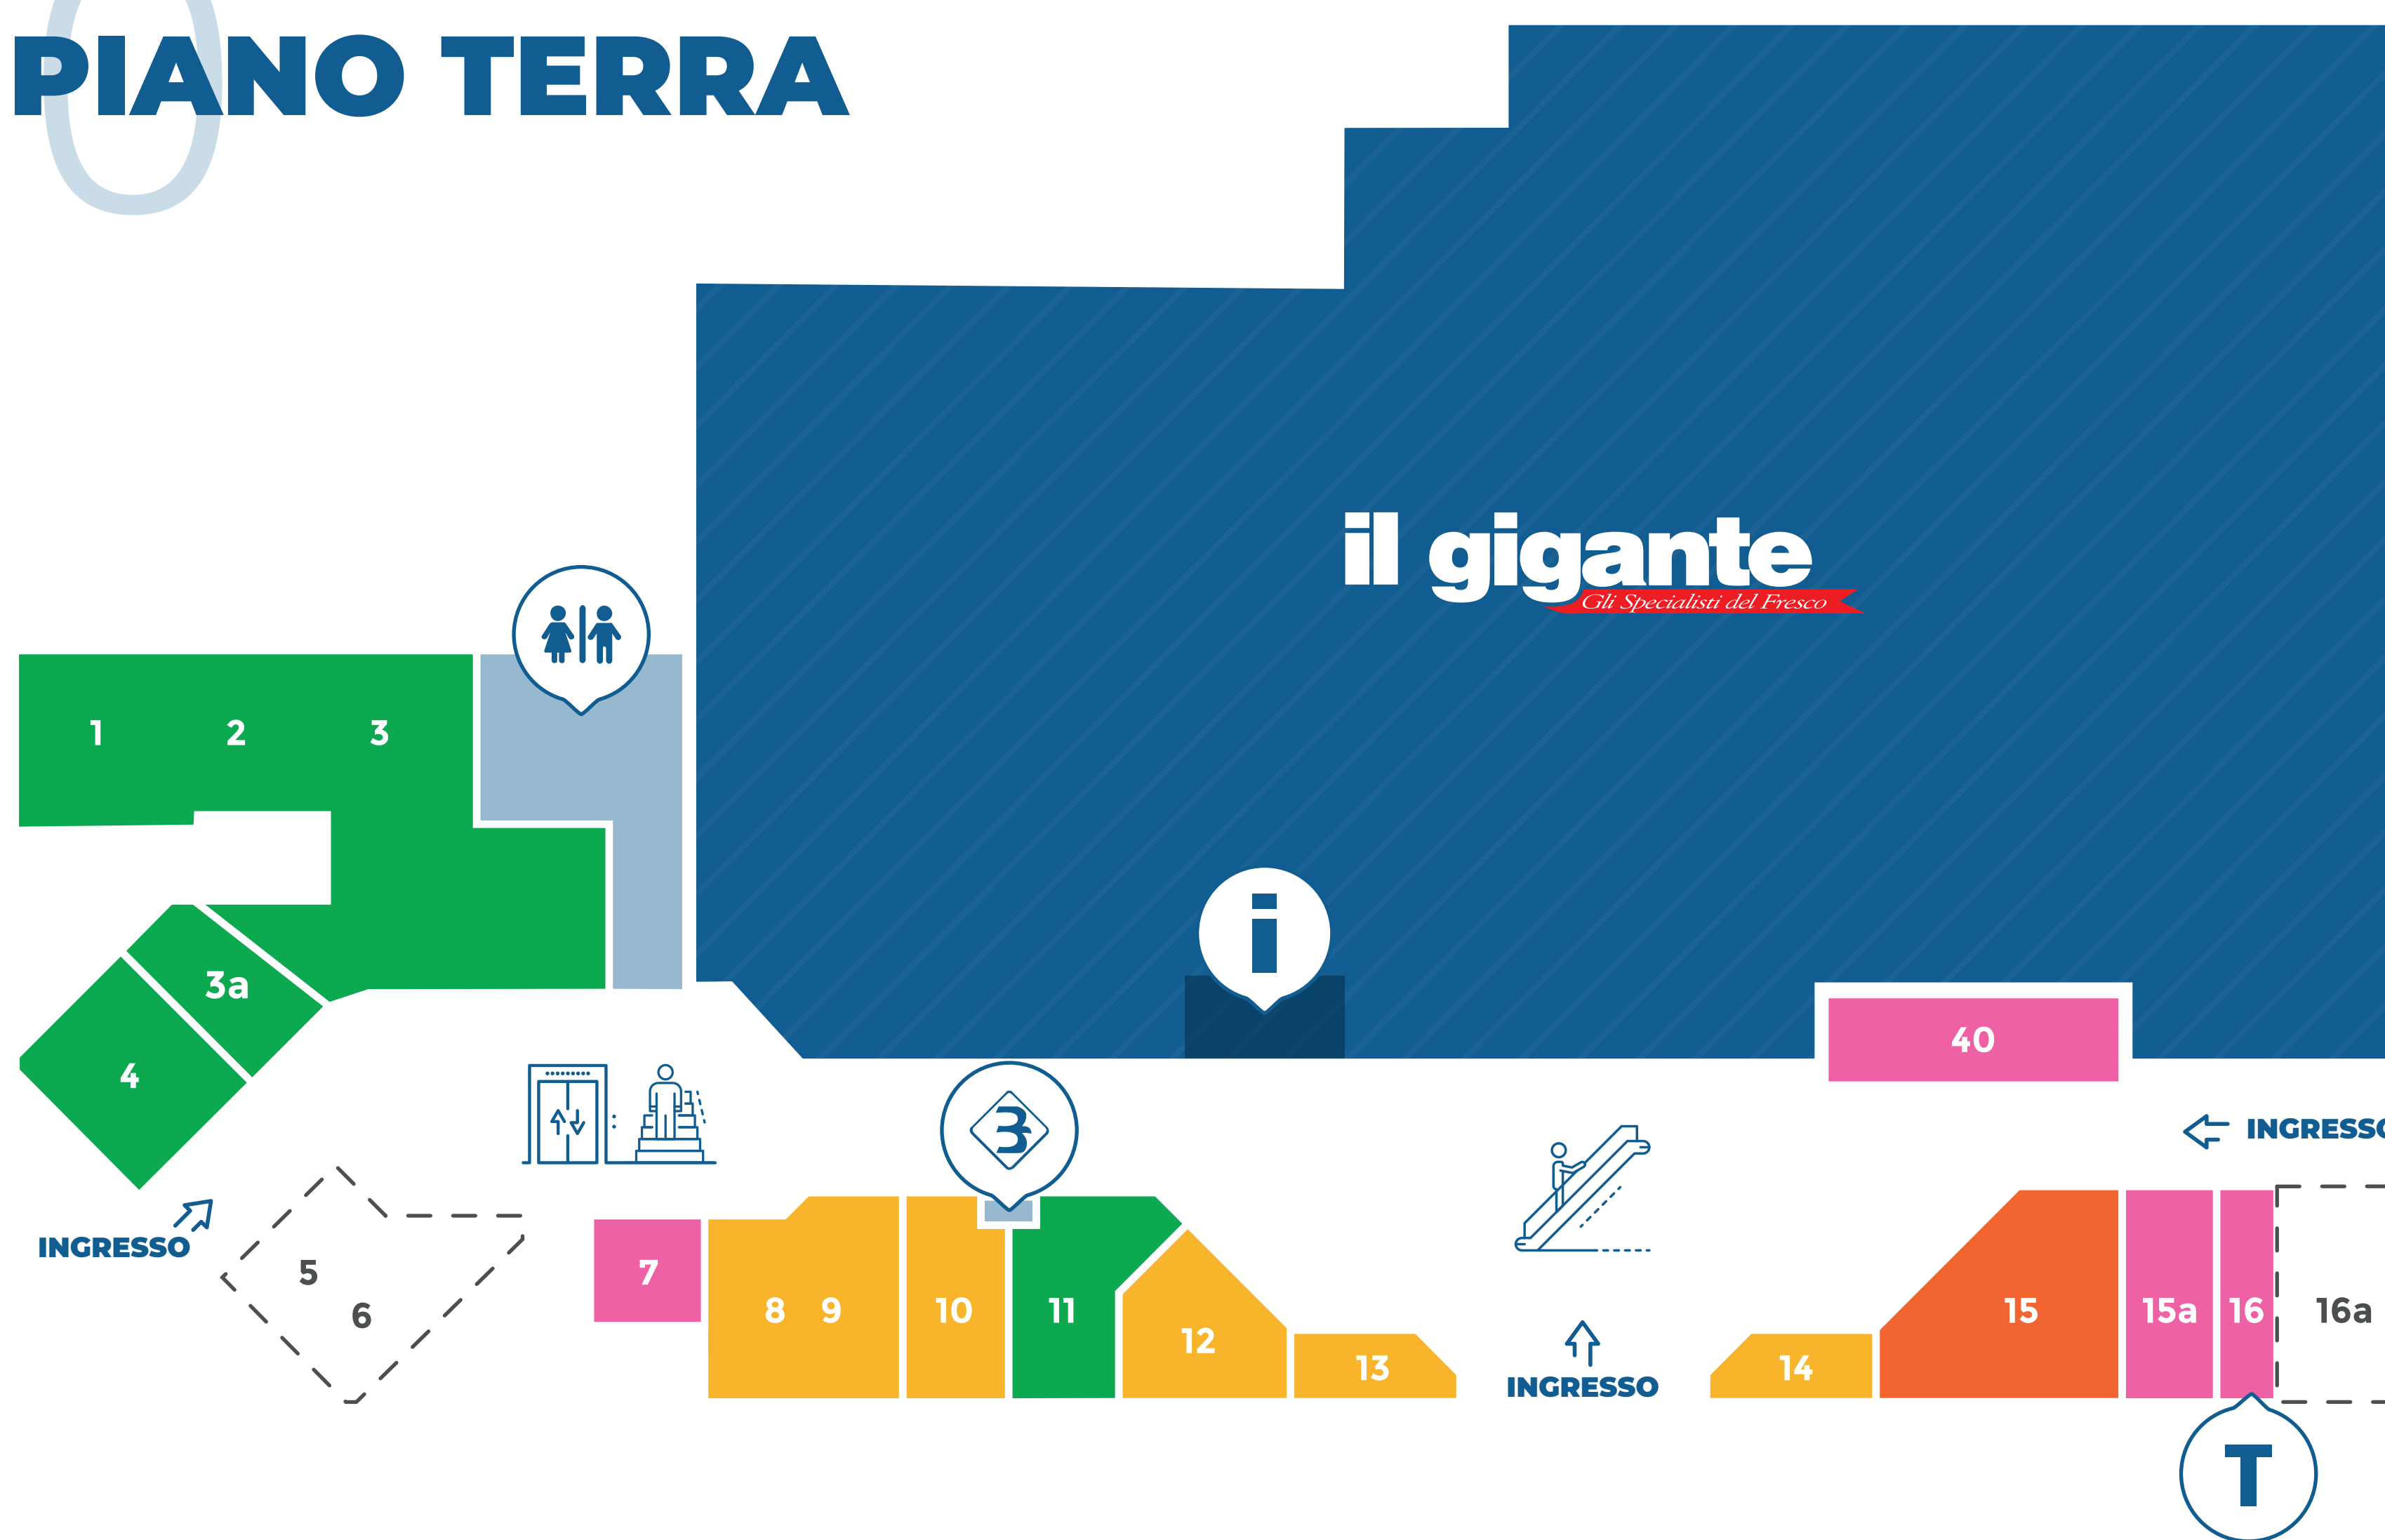 0
PIANO TERRA
il gigante
Gli Specialisti del Fresco
1 2 3
i
3a
40
4
INGRESSO
INGRESSO
5
7
6
8 9 10 11
15 15a 16 16a
12
13
14
INGRESSO
T